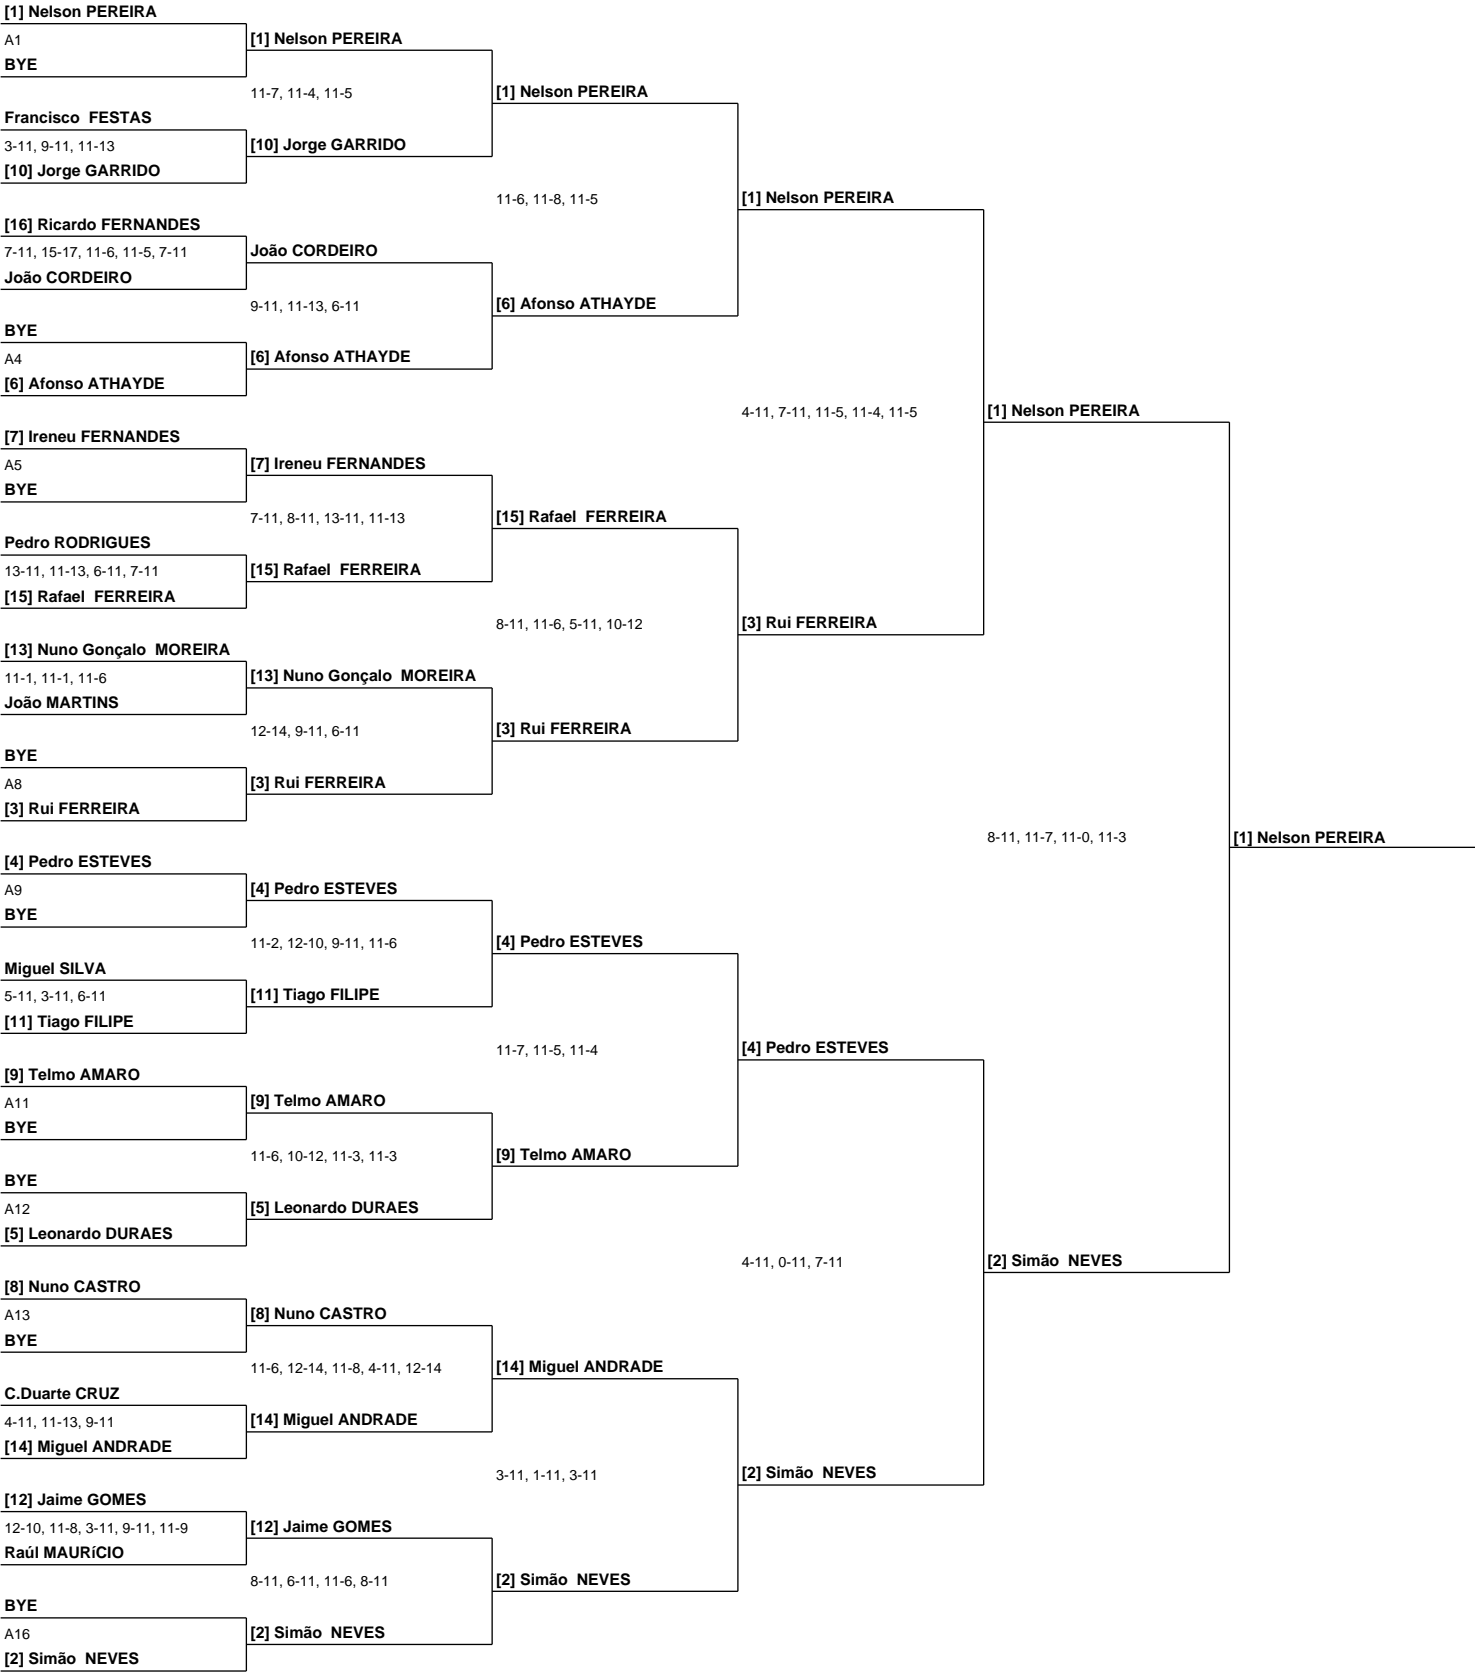 [1] Nelson PEREIRA
A1
[1] Nelson PEREIRA
BYE
11-7, 11-4, 11-5
[1] Nelson PEREIRA
Francisco  FESTAS
3-11, 9-11, 11-13
[10] Jorge GARRIDO
[10] Jorge GARRIDO
11-6, 11-8, 11-5
[1] Nelson PEREIRA
[16] Ricardo FERNANDES
7-11, 15-17, 11-6, 11-5, 7-11
João CORDEIRO
João CORDEIRO
9-11, 11-13, 6-11
[6] Afonso ATHAYDE
BYE
A4
[6] Afonso ATHAYDE
[6] Afonso ATHAYDE
4-11, 7-11, 11-5, 11-4, 11-5
[1] Nelson PEREIRA
[7] Ireneu FERNANDES
A5
[7] Ireneu FERNANDES
BYE
7-11, 8-11, 13-11, 11-13
[15] Rafael  FERREIRA
Pedro RODRIGUES
13-11, 11-13, 6-11, 7-11
[15] Rafael  FERREIRA
[15] Rafael  FERREIRA
8-11, 11-6, 5-11, 10-12
[3] Rui FERREIRA
[13] Nuno Gonçalo  MOREIRA
11-1, 11-1, 11-6
[13] Nuno Gonçalo  MOREIRA
João MARTINS
12-14, 9-11, 6-11
[3] Rui FERREIRA
BYE
A8
[3] Rui FERREIRA
[3] Rui FERREIRA
8-11, 11-7, 11-0, 11-3
[1] Nelson PEREIRA
[4] Pedro ESTEVES
A9
[4] Pedro ESTEVES
BYE
11-2, 12-10, 9-11, 11-6
[4] Pedro ESTEVES
Miguel SILVA
5-11, 3-11, 6-11
[11] Tiago FILIPE
[11] Tiago FILIPE
11-7, 11-5, 11-4
[4] Pedro ESTEVES
[9] Telmo AMARO
A11
[9] Telmo AMARO
BYE
11-6, 10-12, 11-3, 11-3
[9] Telmo AMARO
BYE
A12
[5] Leonardo DURAES
[5] Leonardo DURAES
4-11, 0-11, 7-11
[2] Simão  NEVES
[8] Nuno CASTRO
A13
[8] Nuno CASTRO
BYE
11-6, 12-14, 11-8, 4-11, 12-14
[14] Miguel ANDRADE
C.Duarte CRUZ
4-11, 11-13, 9-11
[14] Miguel ANDRADE
[14] Miguel ANDRADE
3-11, 1-11, 3-11
[2] Simão  NEVES
[12] Jaime GOMES
12-10, 11-8, 3-11, 9-11, 11-9
[12] Jaime GOMES
Raúl MAURíCIO
8-11, 6-11, 11-6, 8-11
[2] Simão  NEVES
BYE
A16
[2] Simão  NEVES
[2] Simão  NEVES